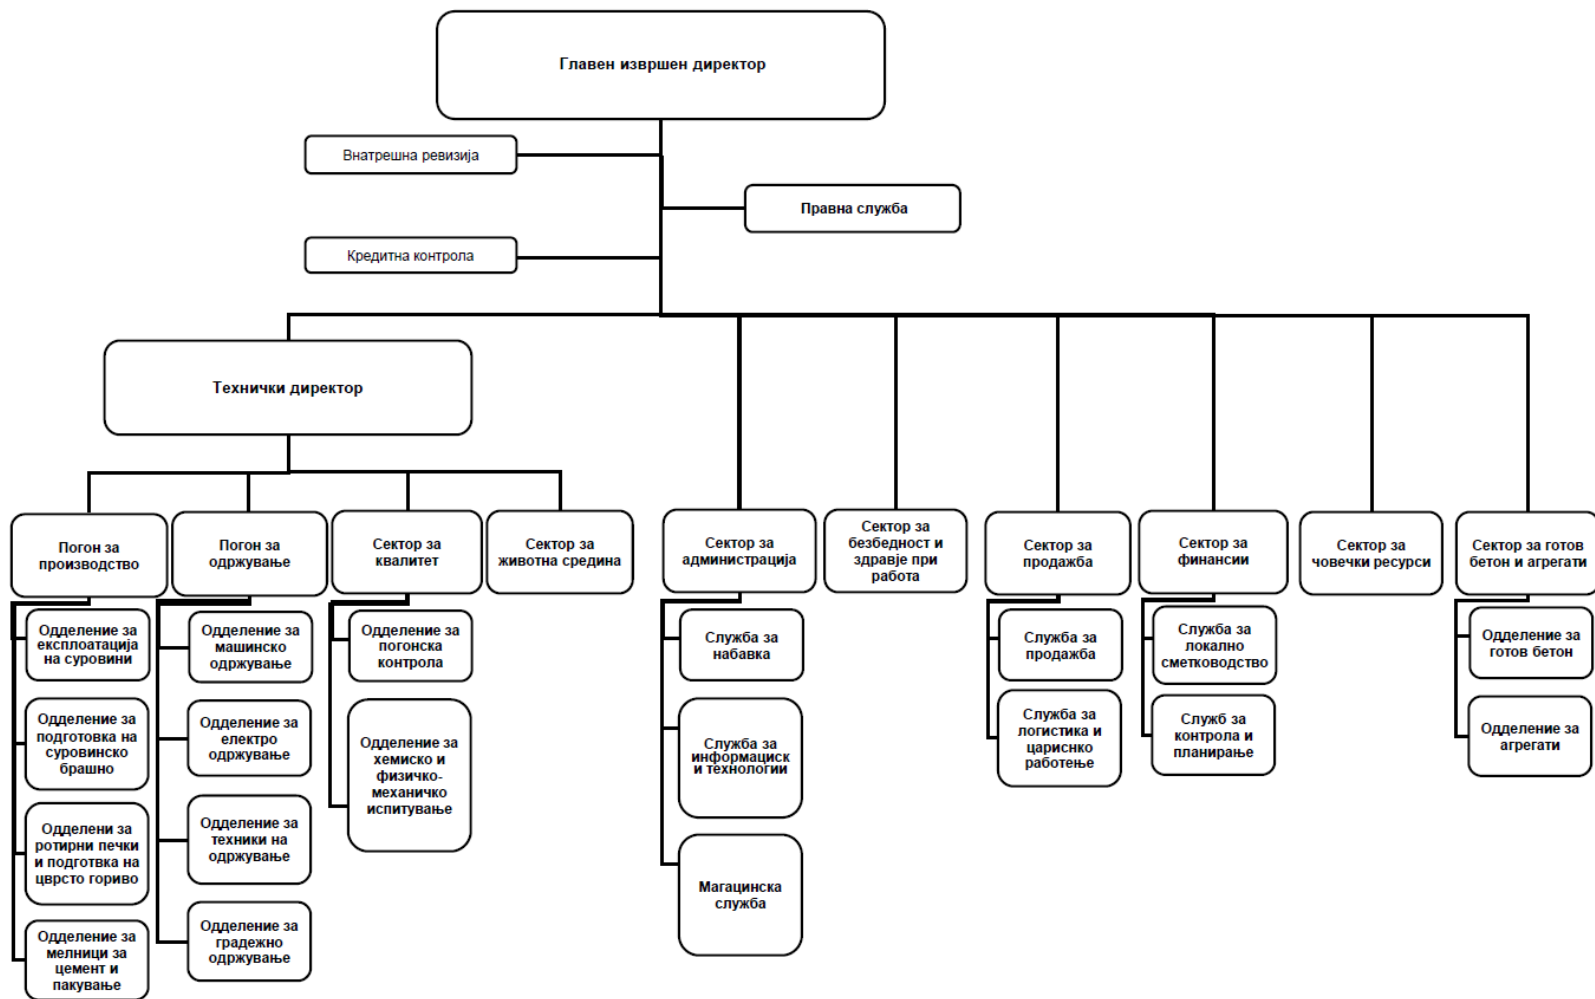 Главен извршен директор
Внатрешна ревизија
Правна служба
Кредитна контрола
Технички директор
Погон за
производство
Погон за
одржување
Сектор за
квалитет
Сектор за
животна средина
Сектор за
администрација
Сектор за
безбедност и
здравје при
работа
Сектор за
продажба
Сектор за
финансии
Сектор за
човечки ресурси
Сектор за готов
бетон и агрегати
Одделение за
експлоатација
на суровини
Одделение за
подготовка на
суровинско
брашно
Одделени за
ротирни печки
и подготвка на
цврсто гориво
Одделение за
мелници за
цемент и
пакување
Одделение за
машинско
одржување
Одделение за
електро
одржување
Одделение за
техники на
одржување
Одделение за
градежно
одржување
Одделение за
погонска
контрола
Одделение за
хемиско и
физичко-
механичко
испитување
Служба за
набавка
Служба за
информациск
и технологии
Магацинска
служба
Служба за
продажба
Служба за
логистика и
цариснко
работење
Служба за
локално
сметководство
Служб за
контрола и
планирање
Одделение за
готов бетон
Одделение за
агрегати